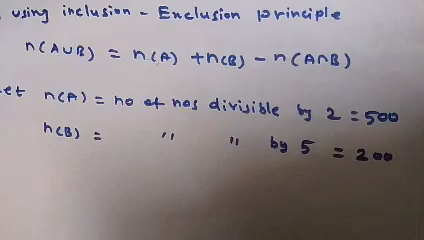 using inclusion - Exclusion principle
n(A∪B) = n(A) + n(B) - n(A∩B)
et n(A) = no of nos divisible by 2 = 500
n(B) = " " by 5 = 200